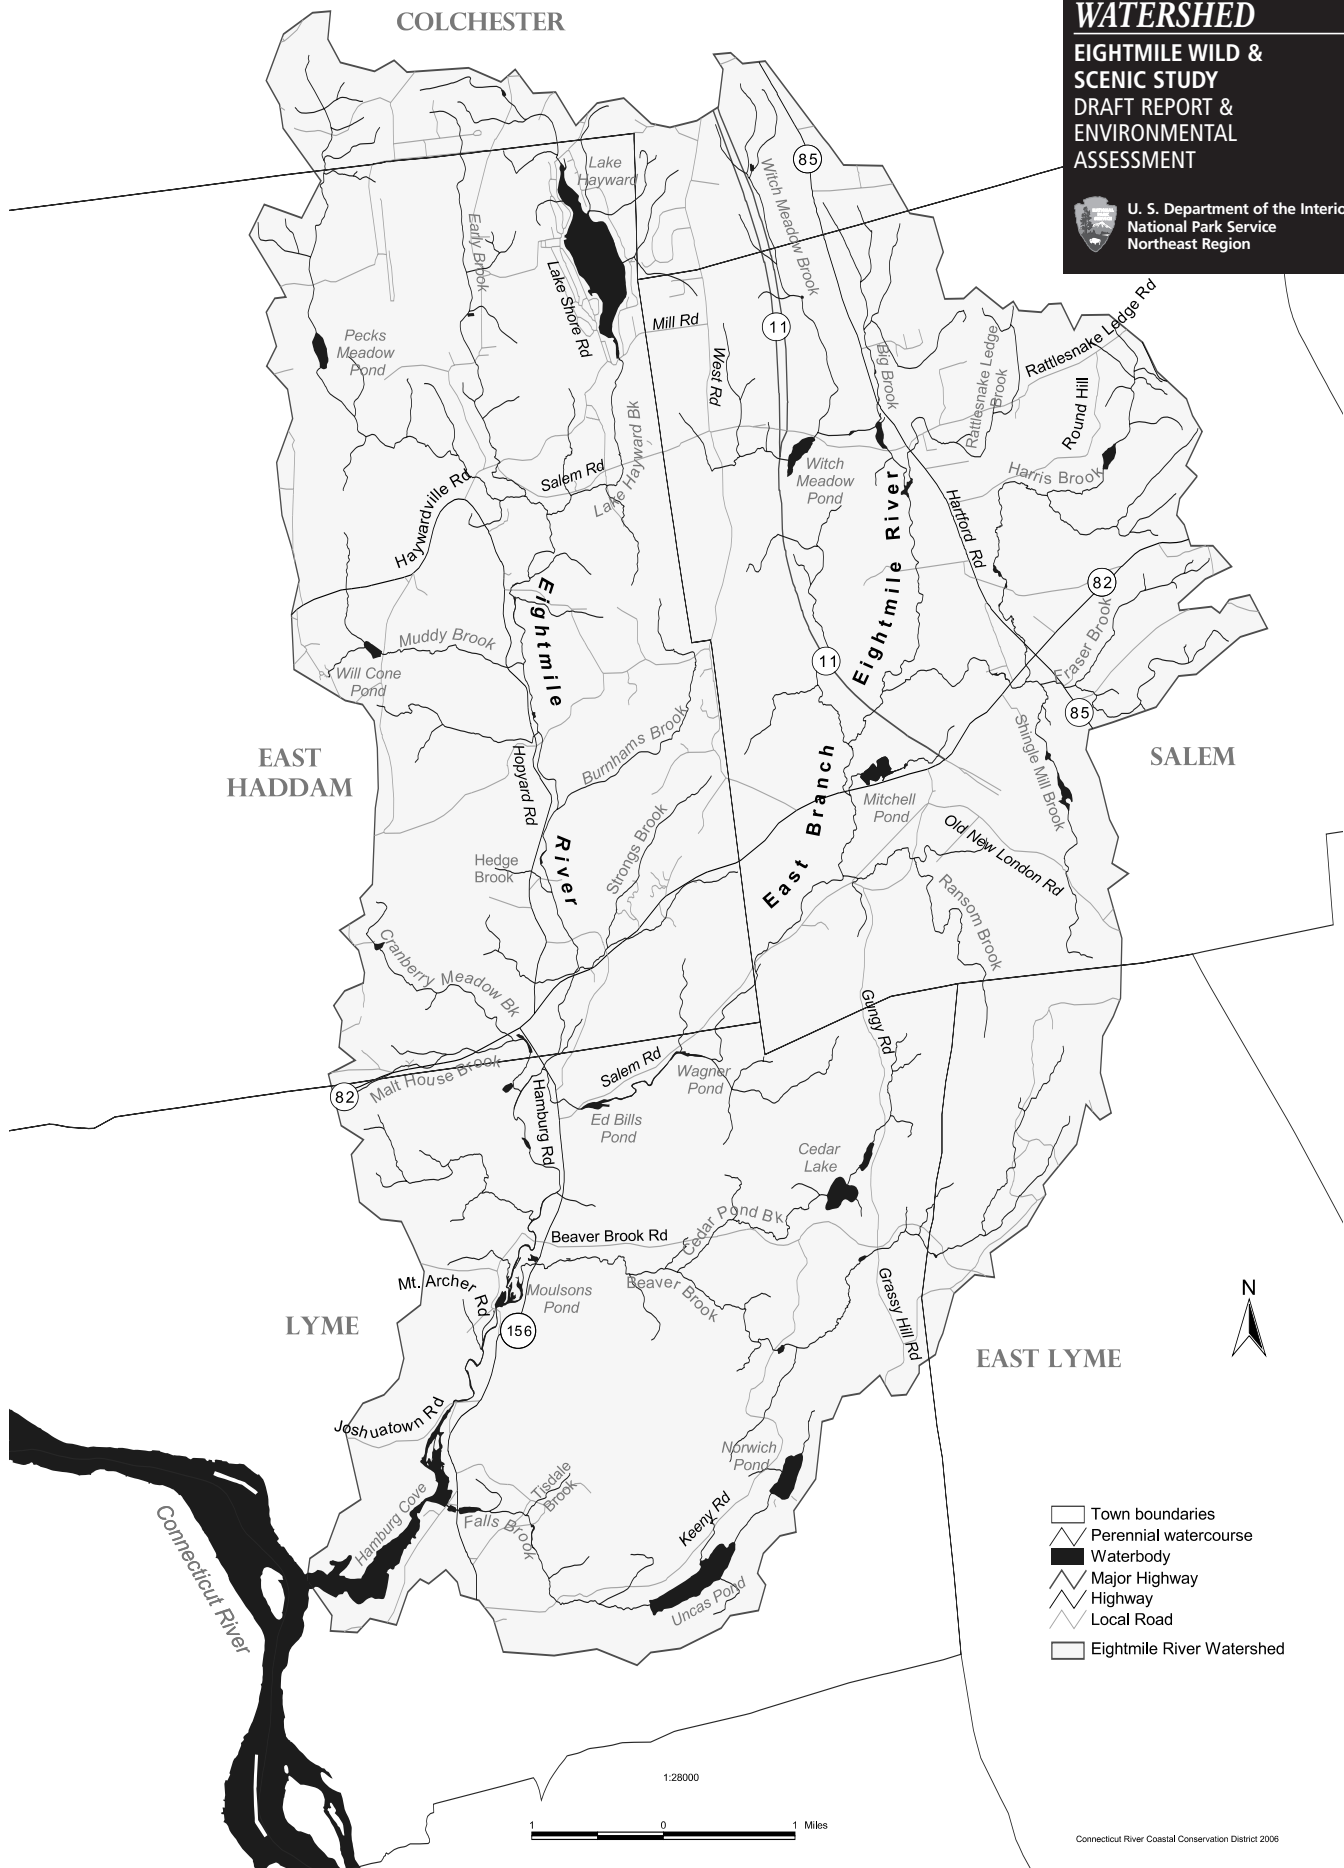 COLCHESTER
WATERSHED
EIGHTMILE WILD &
SCENIC STUDY
DRAFT REPORT &
ENVIRONMENTAL
ASSESSMENT
U. S. Department of the Interio
National Park Service
Northeast Region
85
Lake
Hayward
Witch Meadow Brook
Early Brook
Lake Shore Rd
Mill Rd
11
West Rd
Big Brook
Rattlesnake Ledge
Brook
Rattlesnake Ledge Rd
Round Hill
Pecks
Meadow
Pond
Lake Hayward Bk
Salem Rd
Haywardville Rd
Witch
Meadow
Pond
Harris Brook
Hartford Rd
82
Fraser Brook
Eightmile
River
East Branch
Eightmile River
Muddy Brook
Will Cone
Pond
11
85
Shingle Mill Brook
SALEM
EAST
HADDAM
Hopyard Rd
Burnhams Brook
Mitchell
Pond
Old New London Rd
Hedge
Brook
Strongs Brook
Ransom Brook
Cranberry Meadow Bk
Gungy Rd
Malt House Brook
82
Salem Rd
Wagner
Pond
Hamburg Rd
Ed Bills
Pond
Cedar
Lake
Cedar Pond Bk
Beaver Brook Rd
Mt. Archer
Rd
Moulsons
Pond
Beaver Brook
Grassy Hill Rd
N
LYME
156
EAST LYME
Joshuatown Rd
Norwich
Pond
Tisdale
Brook
Hamburg Cove
Falls Brook
Keeny Rd
Uncas Pond
Connecticut River
Town boundaries
Perennial watercourse
Waterbody
Major Highway
Highway
Local Road
Eightmile River Watershed
1:28000
1 0 1 Miles
Connecticut River Coastal Conservation District 2006